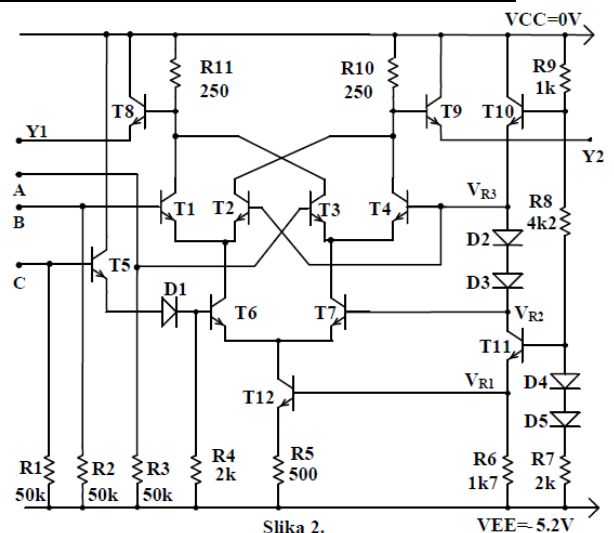 VCC=0V
R11
250
R10
250
R9
1k
T8
T9
T10
Y1
Y2
A
B
T1
T2
T3
T4
VR3
R8
4k2
D2
C
T5
D1
D3
T6
T7
VR2
T11
T12
VR1
D4
D5
R1
50k
R2
50k
R3
50k
R4
2k
R5
500
R6
1k7
R7
2k
Slika 2.
VEE=-5.2V